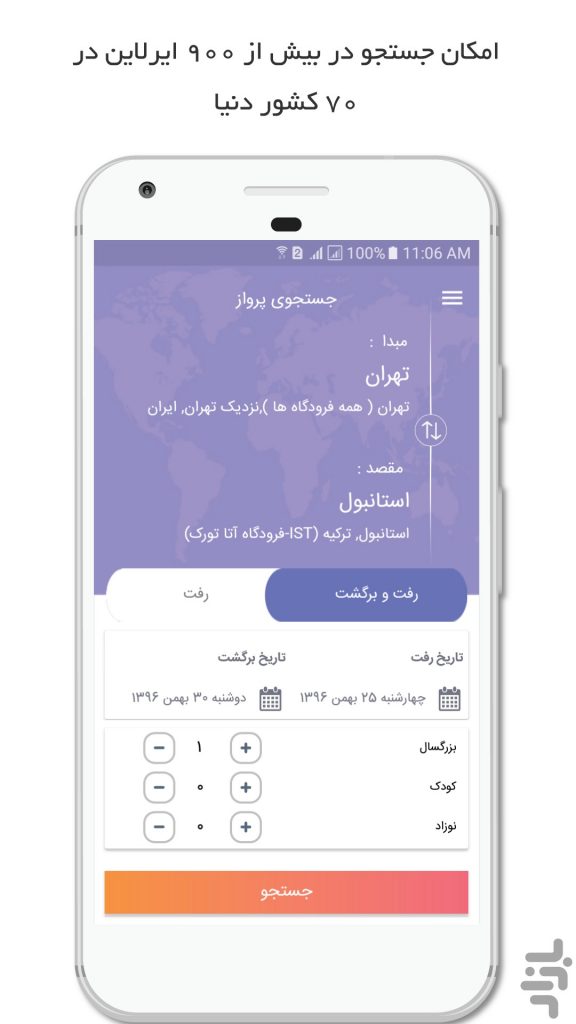 امکان جستجو در بیش از ۹۰۰ ایرلاین در
۷۰ کشور دنیا
2 100% 11:06 AM
جستجوی پرواز
مبدا :
تهران
تهران ( همه فرودگاه ها ),نزدیک تهران, ایران
مقصد :
استانبول
استانبول, ترکیه (IST-فرودگاه آتا تورک)
رفت و برگشت
رفت
تاریخ رفت
تاریخ برگشت
چهارشنبه ۲۵ بهمن ۱۳۹۶
دوشنبه ۳۰ بهمن ۱۳۹۶
بزرگسال + ۱ −
کودک + ۰ −
نوزاد + ۰ −
جستجو
بازار